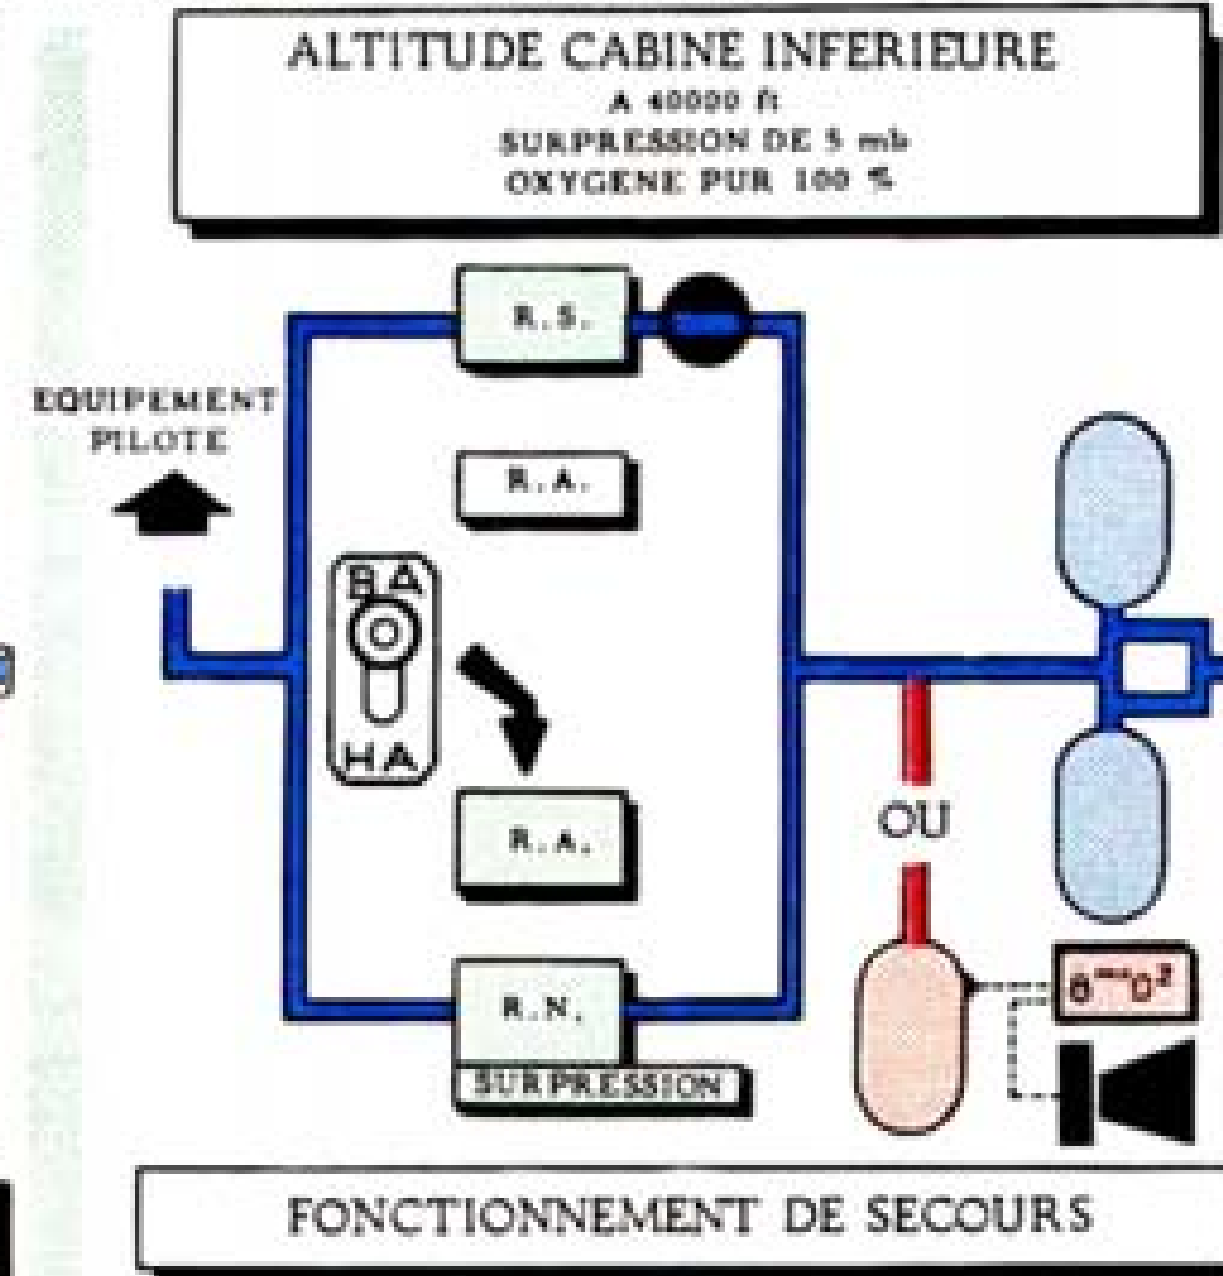 ALTITUDE CABINE INFERIEURE
A 40000 ft
SURPRESSION DE 5 mb
OXYGENE PUR 100 %
R.S.
EQUIPEMENT
PILOTE
R.A.
BA
HA
OU
R.A.
R.N.
SURPRESSION
FONCTIONNEMENT DE SECOURS